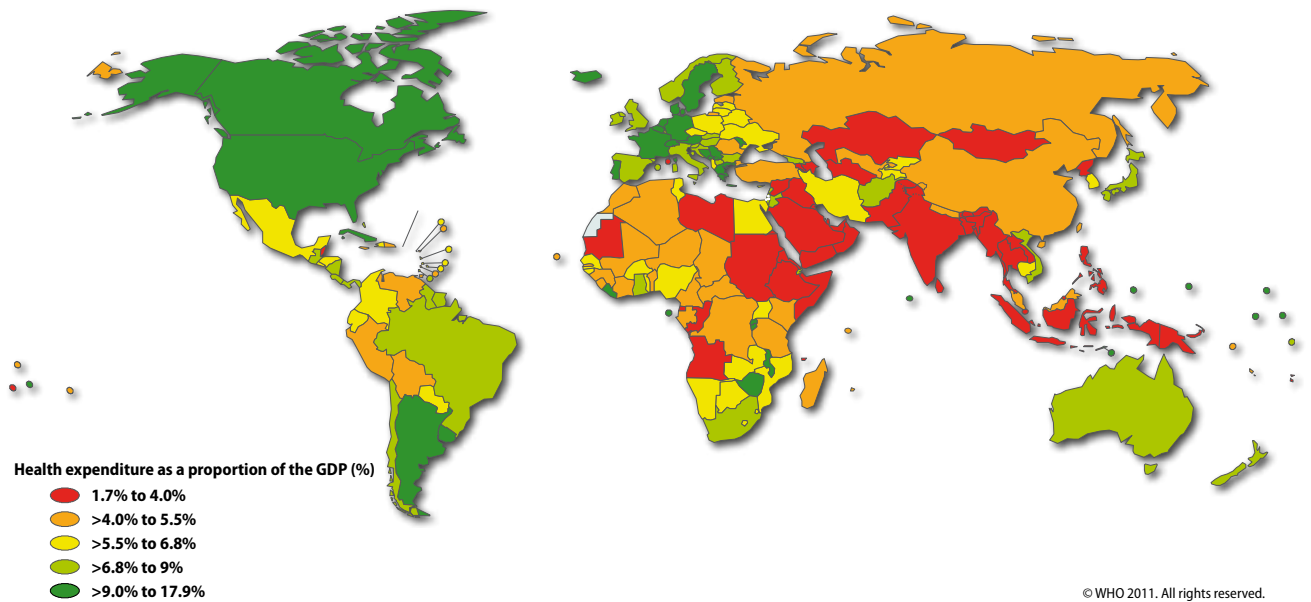 Health expenditure as a proportion of the GDP (%)
1.7% to 4.0%
>4.0% to 5.5%
>5.5% to 6.8%
>6.8% to 9%
>9.0% to 17.9%
© WHO 2011. All rights reserved.